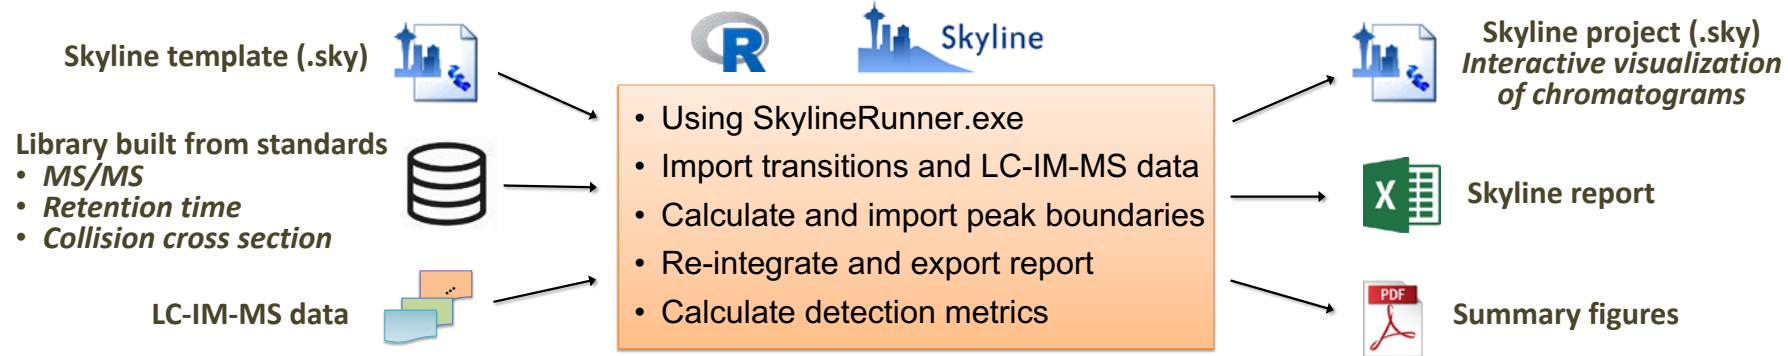 Skyline template (.sky)
Library built from standards
• MS/MS
• Retention time
• Collision cross section
LC-IM-MS data
R
Skyline
• Using SkylineRunner.exe
• Import transitions and LC-IM-MS data
• Calculate and import peak boundaries
• Re-integrate and export report
• Calculate detection metrics
Skyline project (.sky)
Interactive visualization
of chromatograms
X
Skyline report
PDF
Summary figures